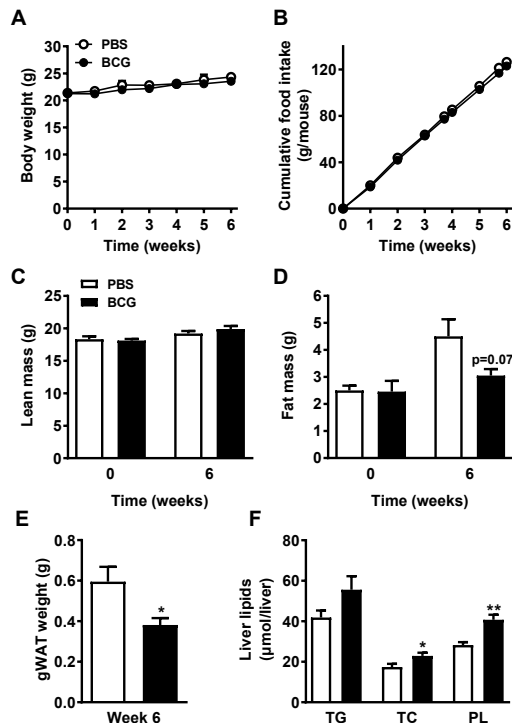 A
PBS
BCG
Body weight (g)
30
25
20
15
10
5
0
0 1 2 3 4 5 6
Time (weeks)
B
Cumulative food intake
(g/mouse)
120
80
40
0
0 1 2 3 4 5 6
Time (weeks)
C
PBS
BCG
Lean mass (g)
25
20
15
10
5
0
0 6
Time (weeks)
D
Fat mass (g)
6
5
4
3
2
1
0
p=0.07
0 6
Time (weeks)
E
gWAT weight (g)
0.8
0.6
0.4
0.2
0.0
*
Week 6
F
Liver lipids
(µmol/liver)
80
60
40
20
0
*
**
TG TC PL